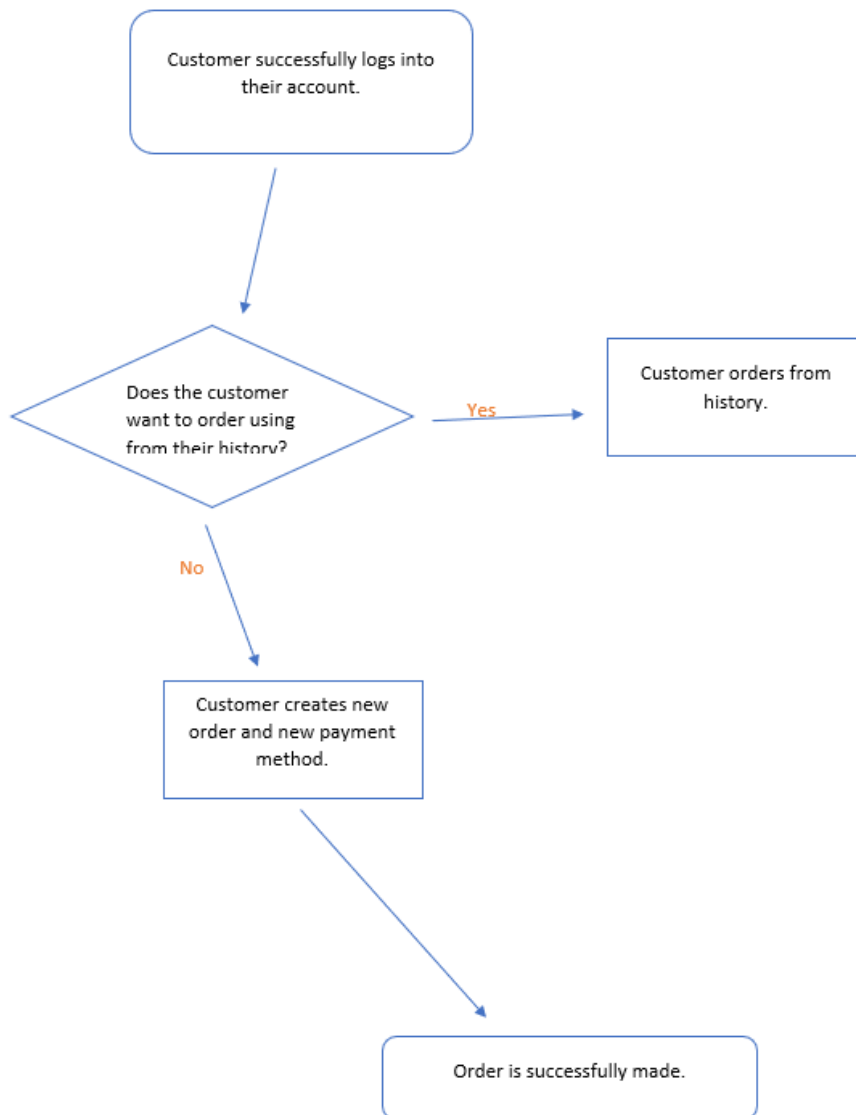 Customer successfully logs into
their account.
Does the customer
want to order using
from their history?
Yes
Customer orders from
history.
No
Customer creates new
order and new payment
method.
Order is successfully made.